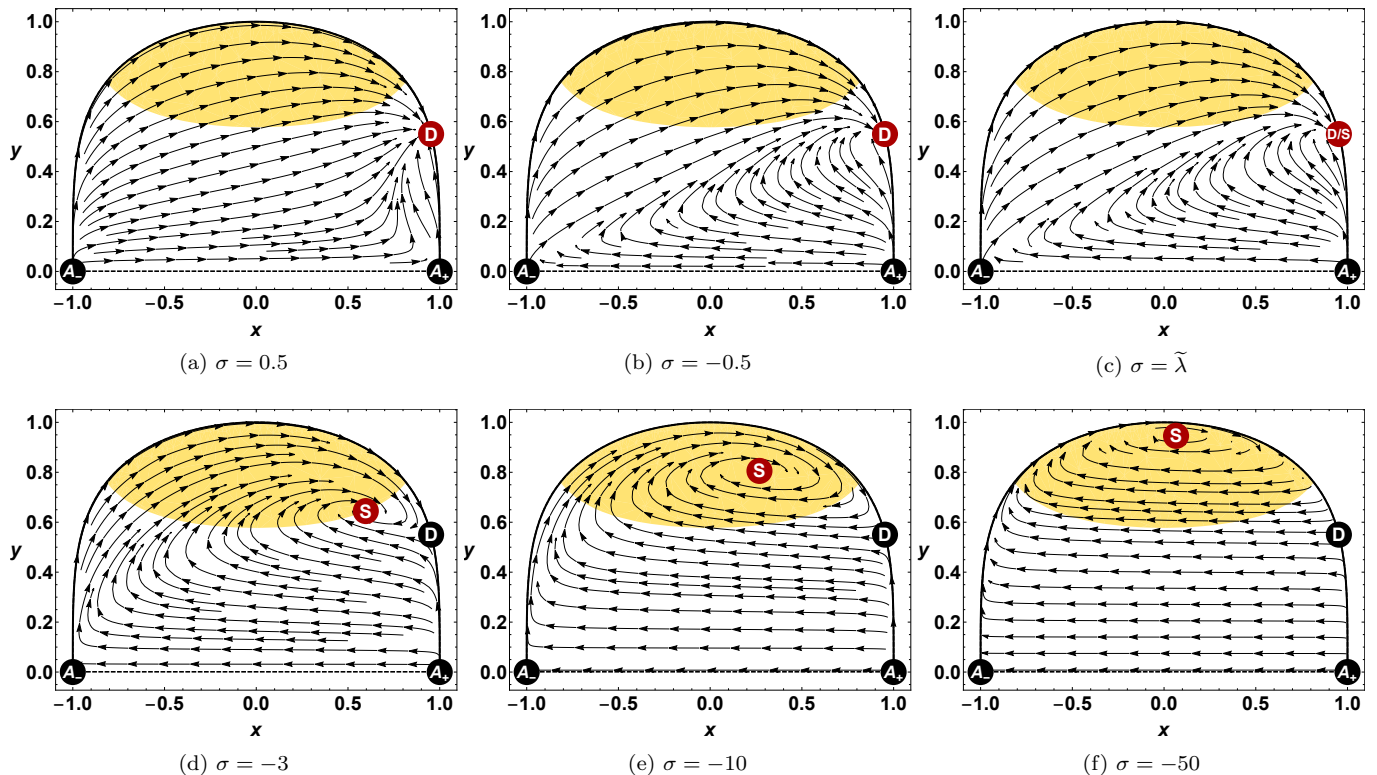 1.0 1.0 1.0
0.8 0.8 0.8
0.6 0.6 0.6
y D y D y D/S
0.4 0.4 0.4
0.2 0.2 0.2
0.0 A− A+ 0.0 A− A+ 0.0 A− A+
−1.0 −0.5 0.0 0.5 1.0 −1.0 −0.5 0.0 0.5 1.0 −1.0 −0.5 0.0 0.5 1.0
x x x
(a) σ = 0.5 (b) σ = −0.5 (c) σ = λ̃
1.0 1.0 1.0
S
0.8 0.8 S 0.8
0.6 S 0.6 0.6
y D y D y D
0.4 0.4 0.4
0.2 0.2 0.2
0.0 A− A+ 0.0 A− A+ 0.0 A− A+
−1.0 −0.5 0.0 0.5 1.0 −1.0 −0.5 0.0 0.5 1.0 −1.0 −0.5 0.0 0.5 1.0
x x x
(d) σ = −3 (e) σ = −10 (f) σ = −50